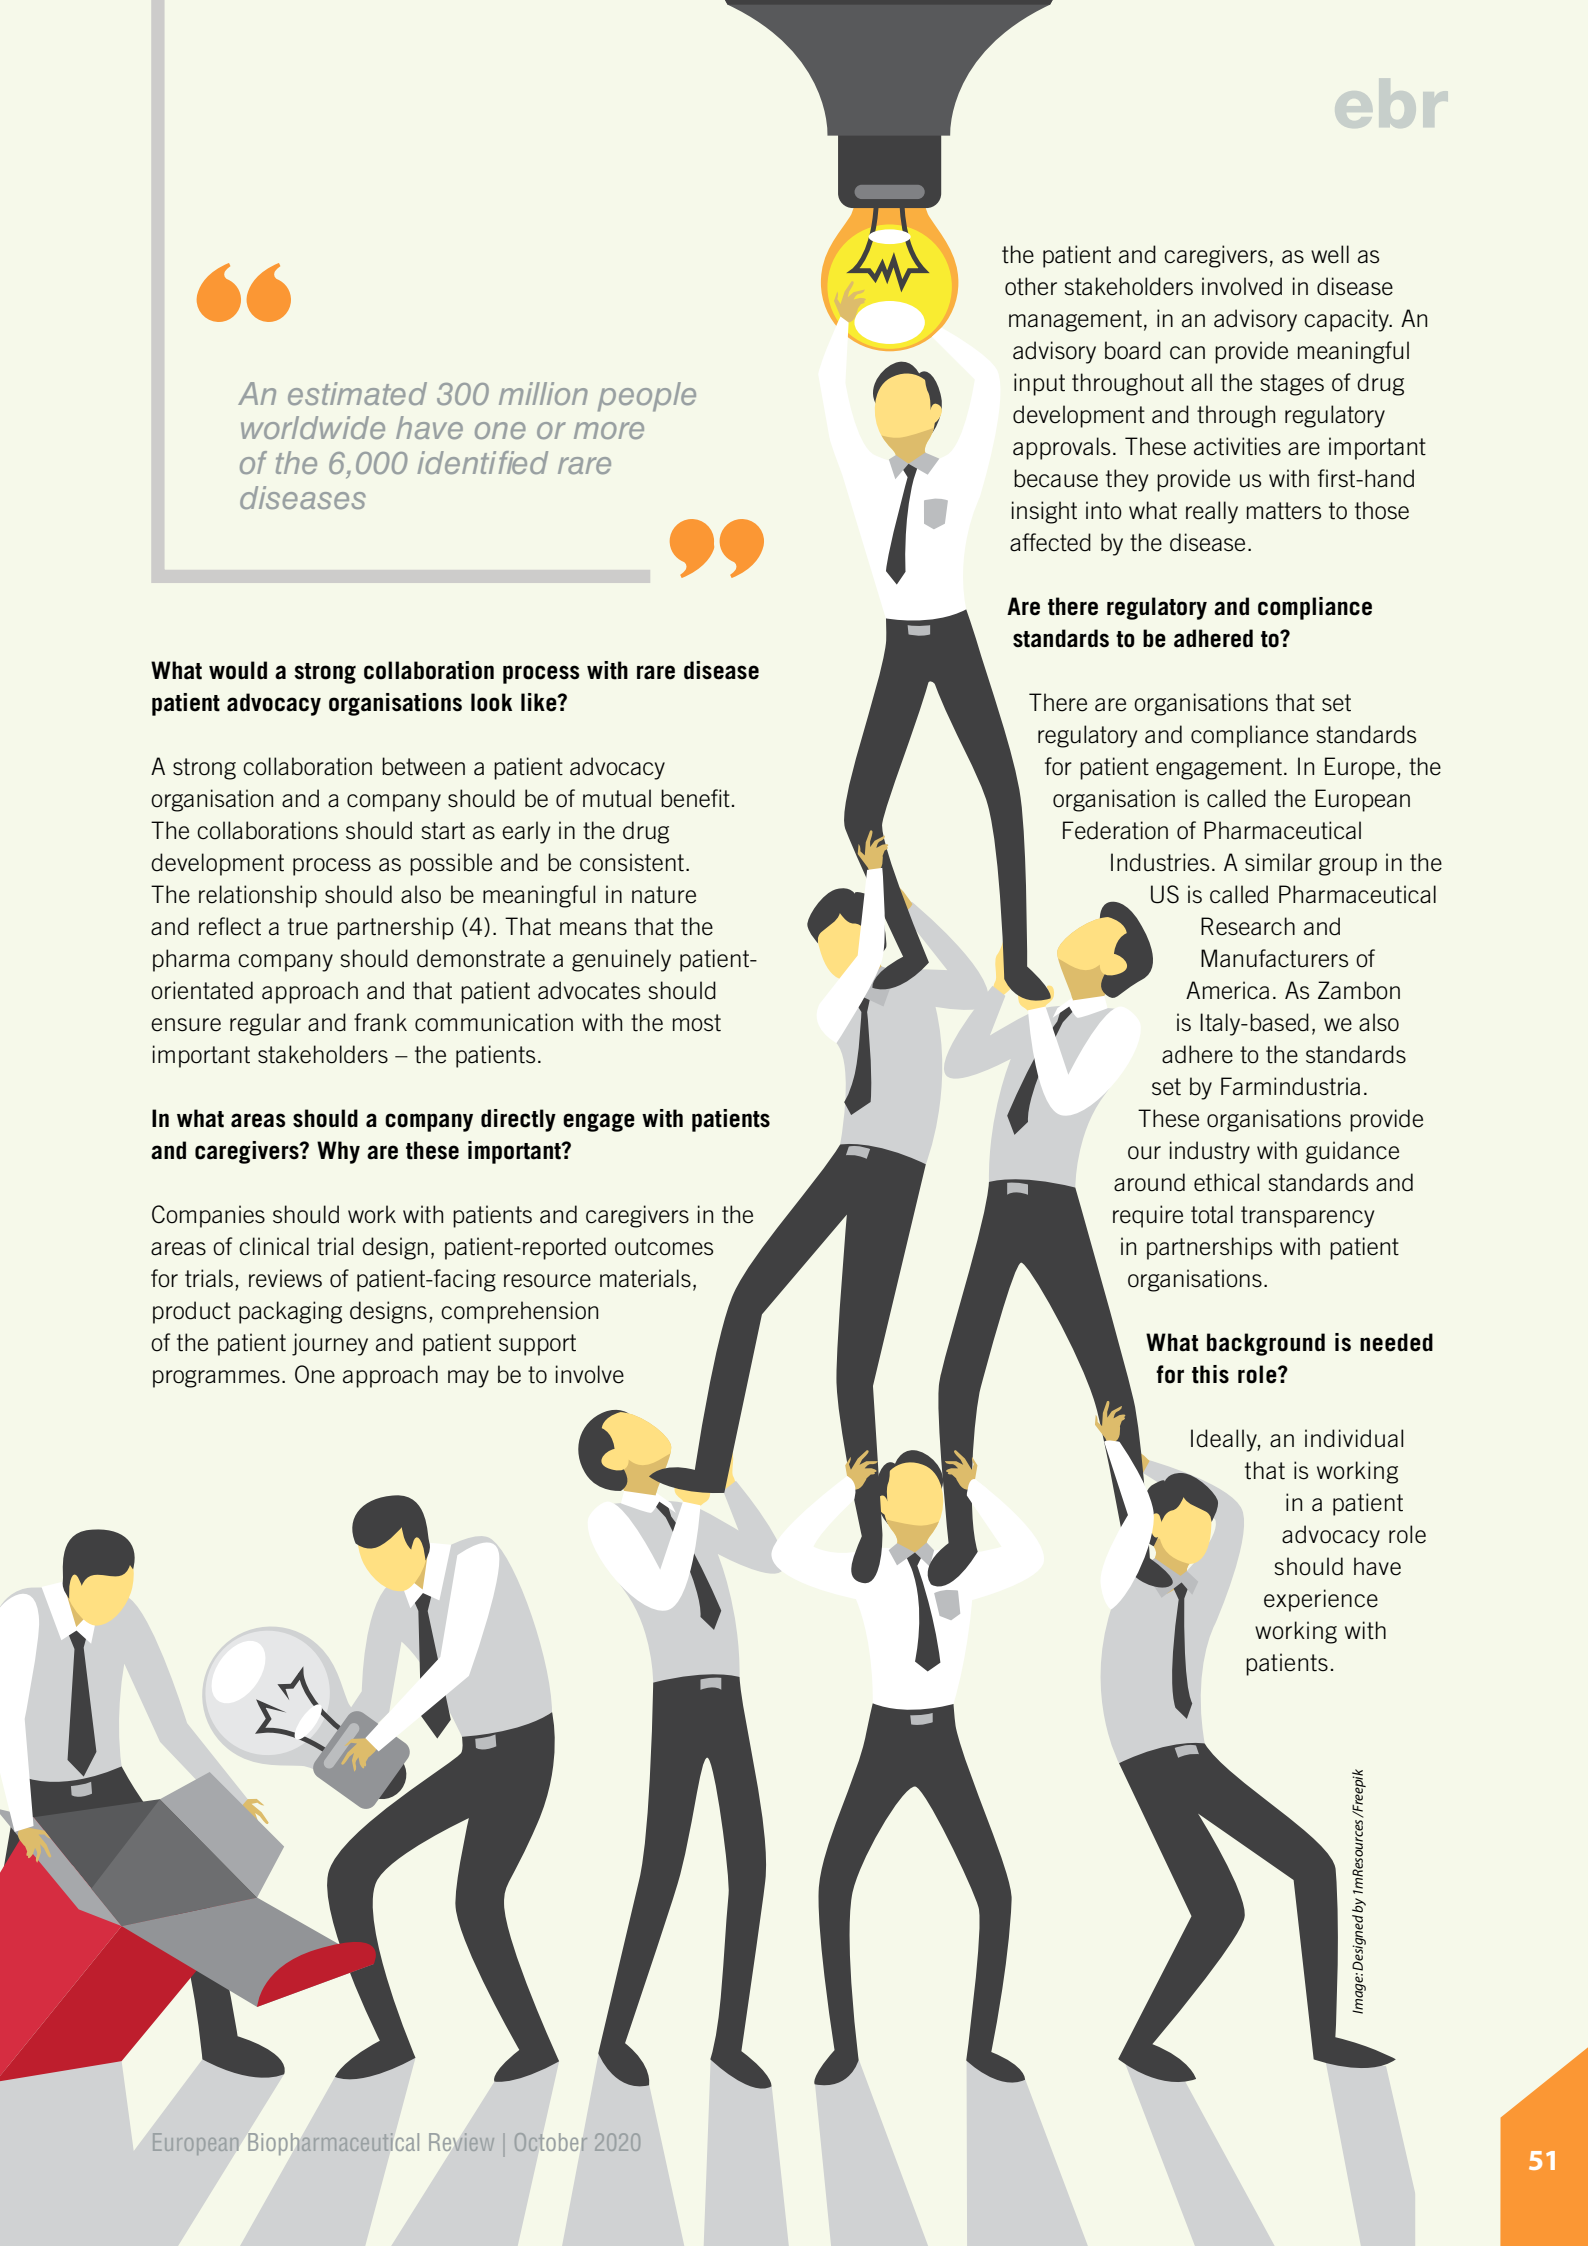 ebr
An estimated 300 million people
worldwide have one or more
of the 6,000 identified rare
diseases
What would a strong collaboration process with rare disease
patient advocacy organisations look like?
A strong collaboration between a patient advocacy
organisation and a company should be of mutual benefit.
The collaborations should start as early in the drug
development process as possible and be consistent.
The relationship should also be meaningful in nature
and reflect a true partnership (4). That means that the
pharma company should demonstrate a genuinely patient-
orientated approach and that patient advocates should
ensure regular and frank communication with the most
important stakeholders – the patients.
In what areas should a company directly engage with patients
and caregivers? Why are these important?
Companies should work with patients and caregivers in the
areas of clinical trial design, patient-reported outcomes
for trials, reviews of patient-facing resource materials,
product packaging designs, comprehension
of the patient journey and patient support
programmes. One approach may be to involve
the patient and caregivers, as well as
other stakeholders involved in disease
management, in an advisory capacity. An
advisory board can provide meaningful
input throughout all the stages of drug
development and through regulatory
approvals. These activities are important
because they provide us with first-hand
insight into what really matters to those
affected by the disease.
Are there regulatory and compliance
standards to be adhered to?
There are organisations that set
regulatory and compliance standards
for patient engagement. In Europe, the
organisation is called the European
Federation of Pharmaceutical
Industries. A similar group in the
US is called Pharmaceutical
Research and
Manufacturers of
America. As Zambon
is Italy-based, we also
adhere to the standards
set by Farmindustria.
These organisations provide
our industry with guidance
around ethical standards and
require total transparency
in partnerships with patient
organisations.
What background is needed
for this role?
Ideally, an individual
that is working
in a patient
advocacy role
should have
experience
working with
patients.
Image: Designed by 1mResources /Freepik
European Biopharmaceutical Review | October 2020
51